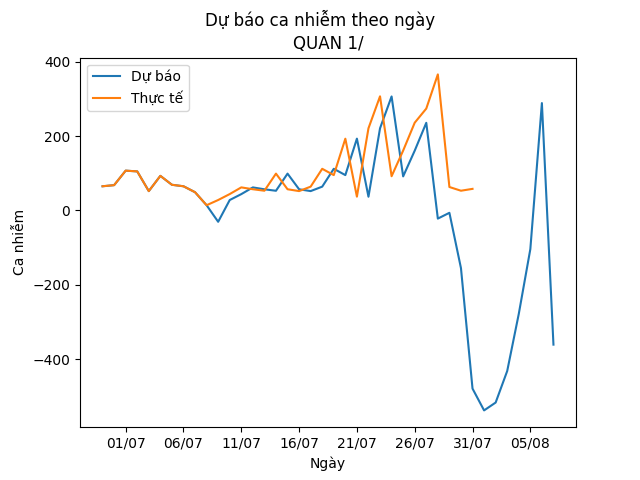 Dự báo ca nhiễm theo ngày
QUAN 1/
Dự báo
Thực tế
Ca nhiễm
400
200
0
−200
−400
01/07 06/07 11/07 16/07 21/07 26/07 31/07 05/08
Ngày